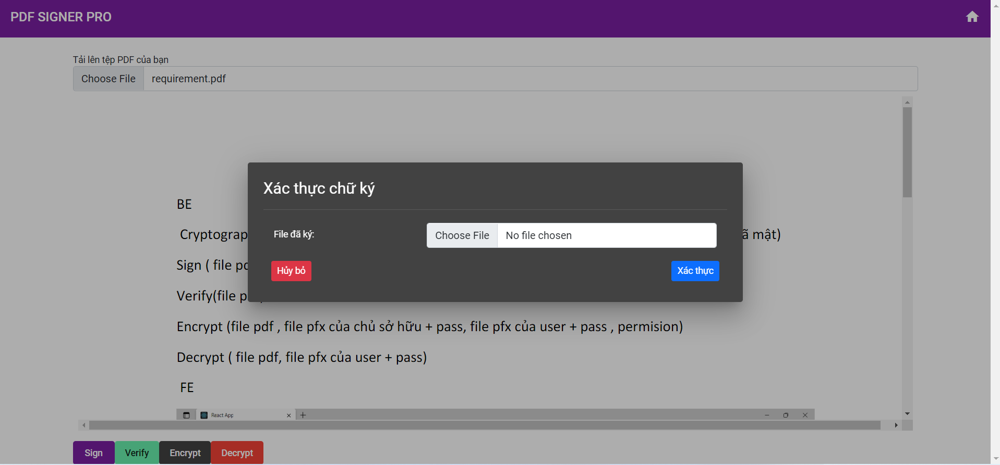 PDF SIGNER PRO
Tải lên tệp PDF của bạn
Choose File requirement.pdf
BE
Xác thực chữ ký
Cryptograp ã mật)
File đã ký: Choose File No file chosen
Sign ( file pd
Hủy bỏ Xác thực
Verify(file p
Encrypt (file pdf , file pfx của chủ sở hữu + pass, file pfx của user + pass , permision)
Decrypt ( file pdf, file pfx của user + pass)
FE
React App
Sign Verify Encrypt Decrypt